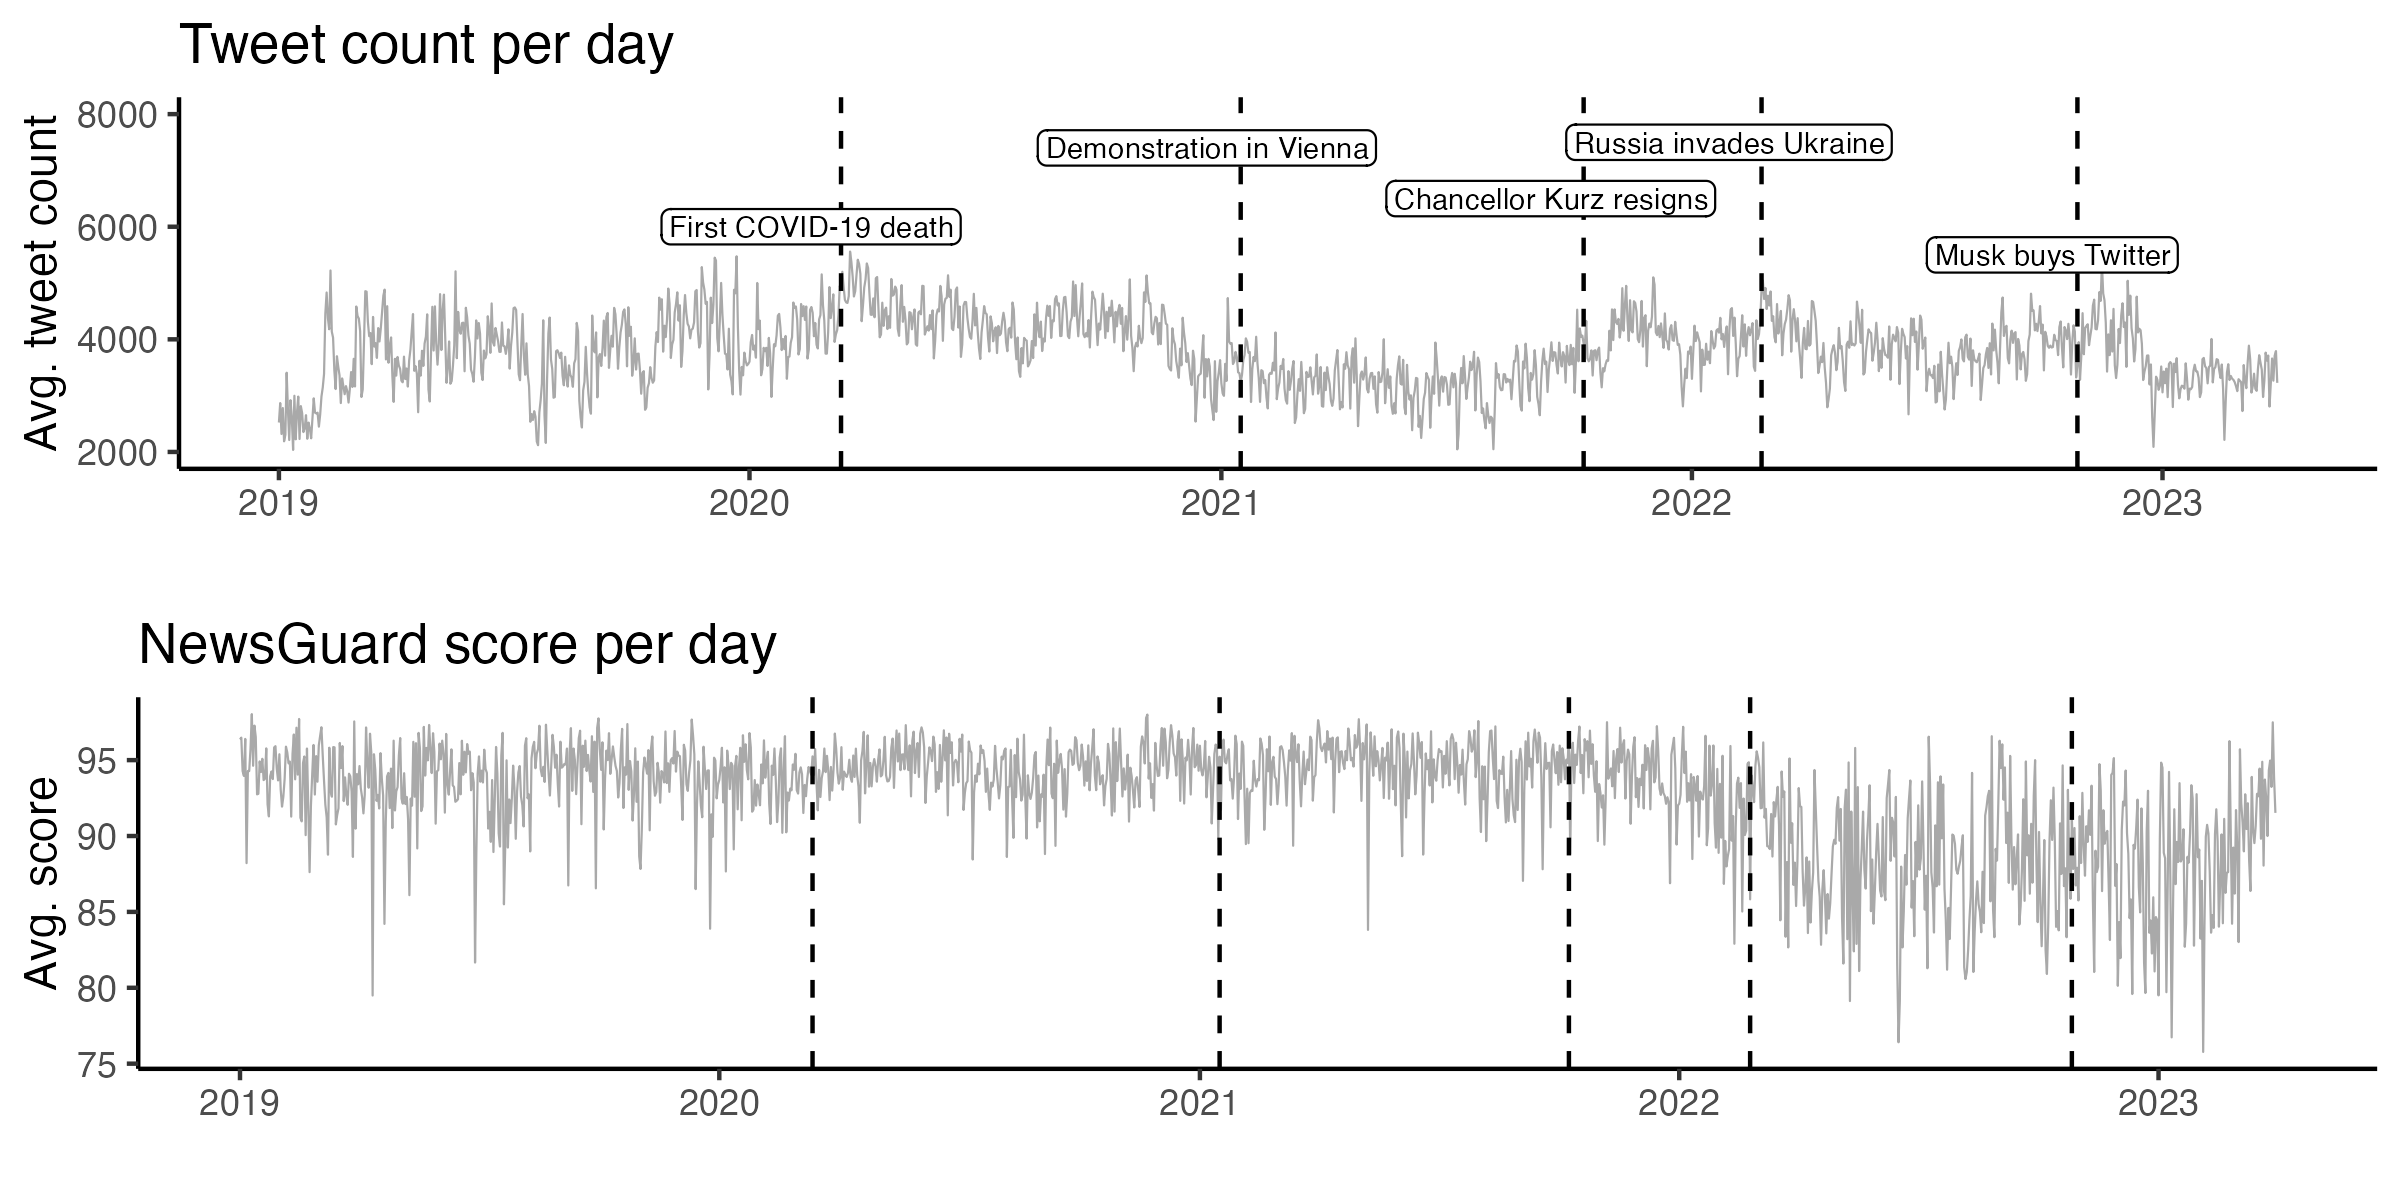 Tweet count per day
Avg. tweet count
8000
6000
4000
2000
Demonstration in Vienna
Russia invades Ukraine
Chancellor Kurz resigns
First COVID-19 death
Musk buys Twitter
2019 2020 2021 2022 2023
NewsGuard score per day
Avg. score
95
90
85
80
75
2019 2020 2021 2022 2023